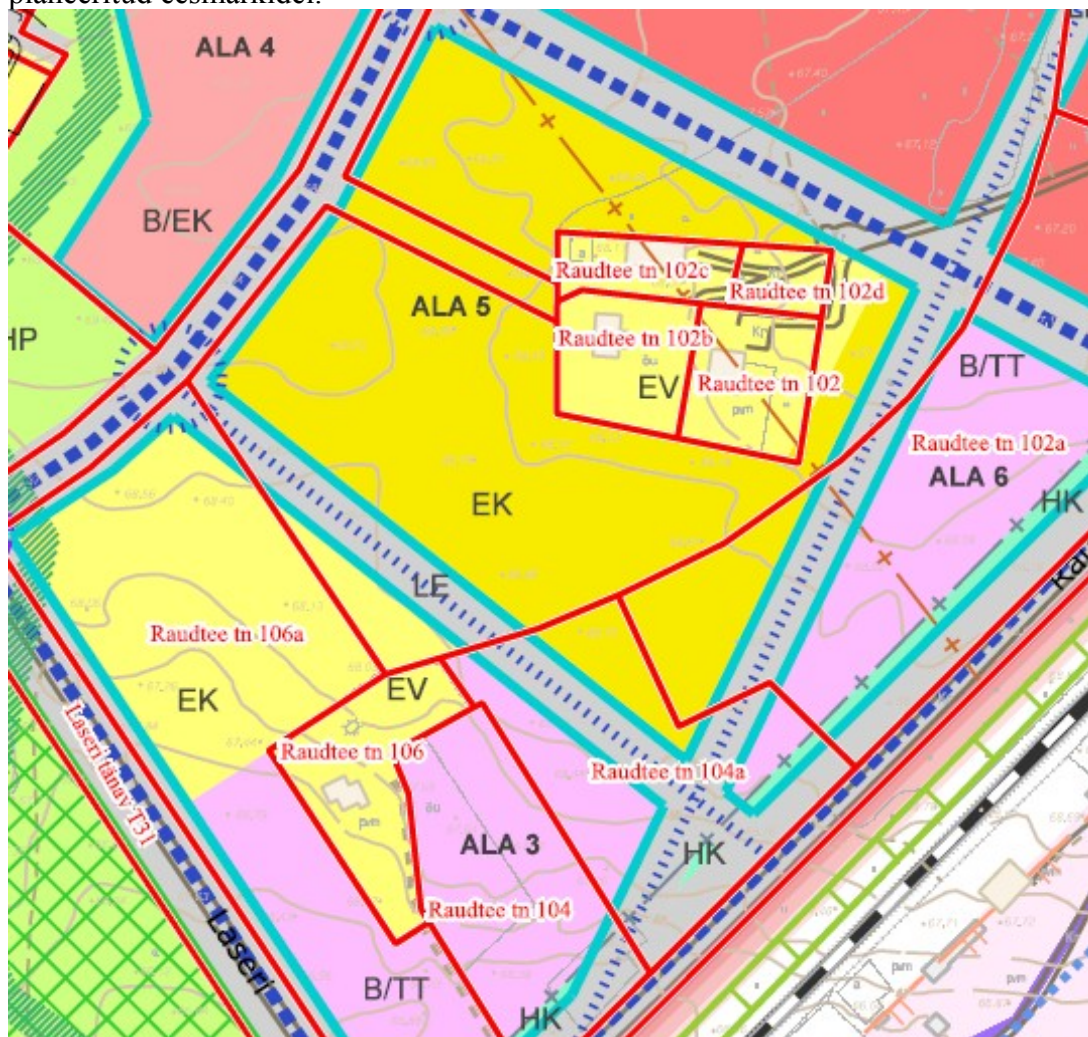 planeeritud eesmärkidel.
ALA 4
B/EK
HP
ALA 5
Raudtee tn 102c
Raudtee tn 102d
Raudtee tn 102b
Raudtee tn 102
EV
B/TT
Raudtee tn 102a
ALA 6
HK
EK
LE
Raudtee tn 106a
EK
EV
Raudtee tn 106
Raudtee tn 104a
ALA 3
HK
Laseri tänav T31
Raudtee tn 104
Laseri
B/TT
HK